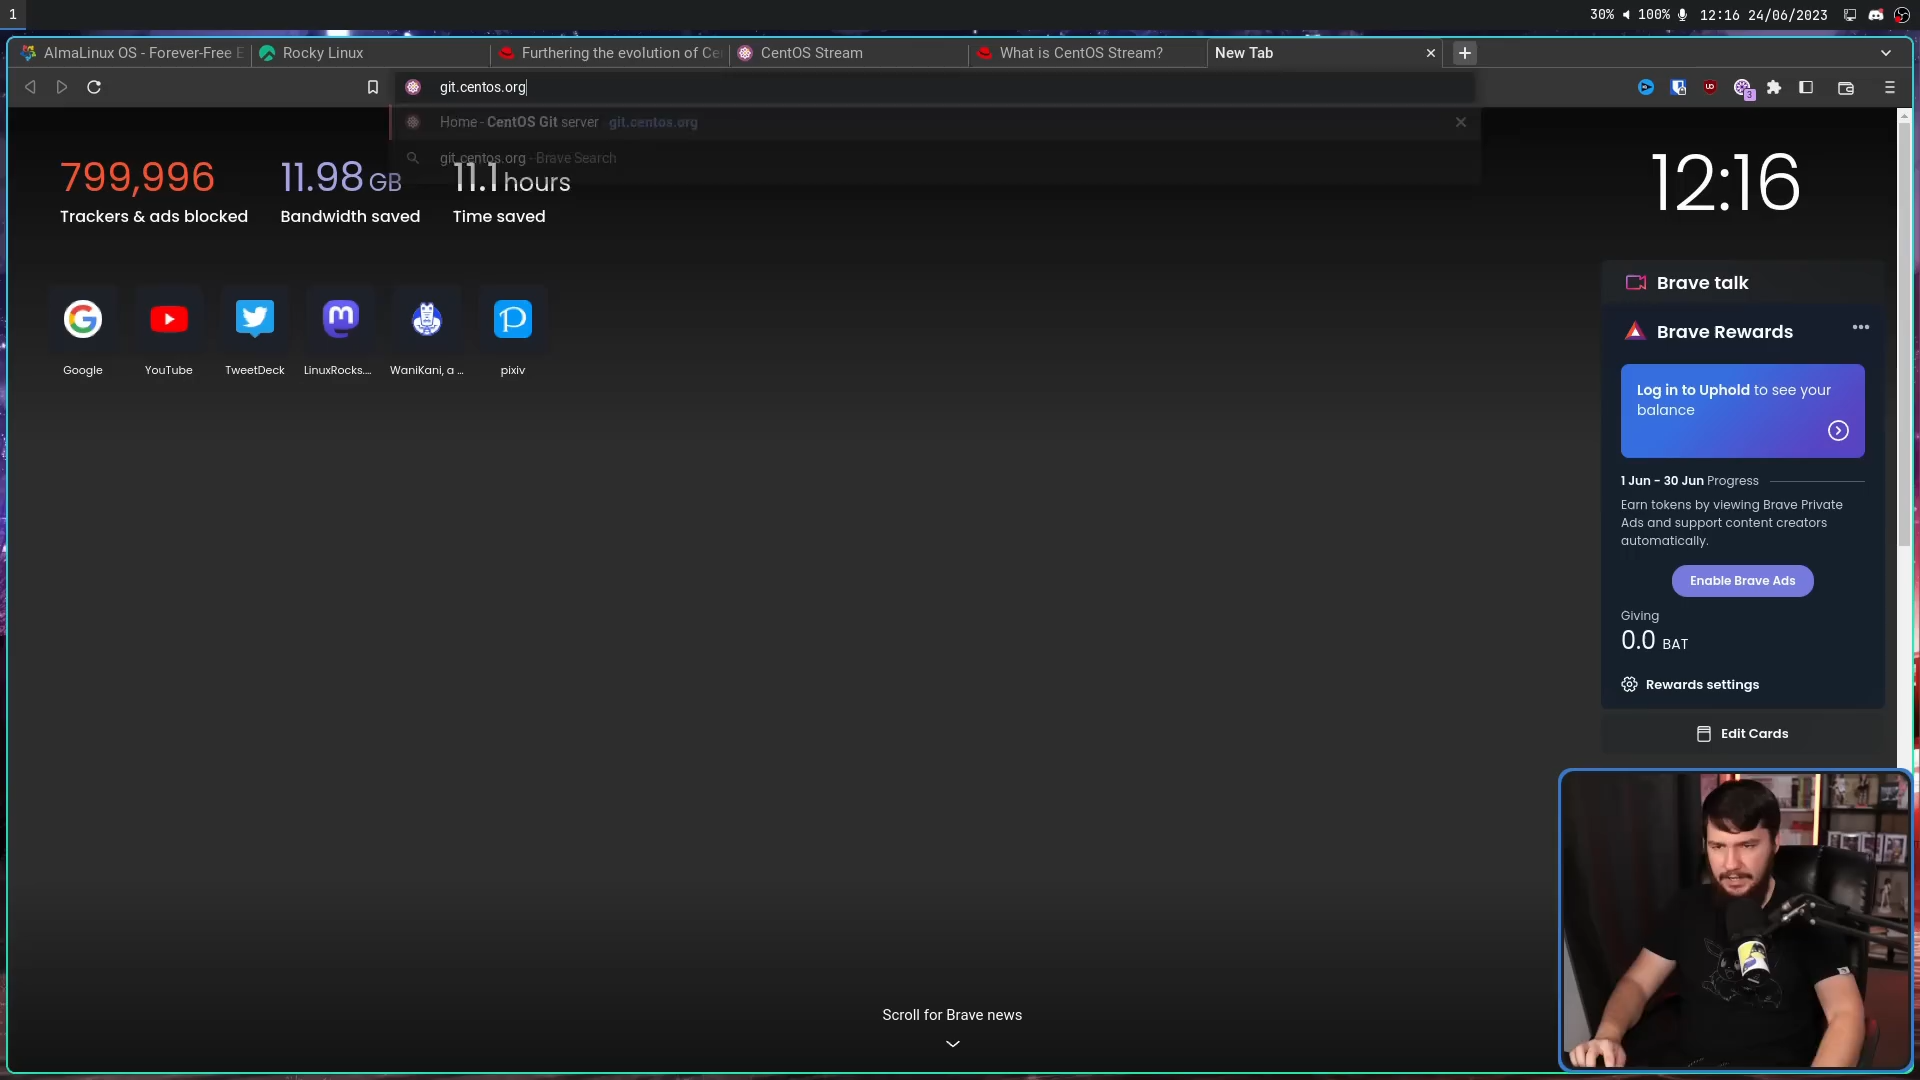 1
30% 100% 12:16 24/06/2023
AlmaLinux OS - Forever-Free E
Rocky Linux
Furthering the evolution of Ce
CentOS Stream
What is CentOS Stream?
New Tab
git.centos.org
Home - CentOS Git server git.centos.org
git.centos.org - Brave Search
799,996
Trackers & ads blocked
11.98 GB
Bandwidth saved
11.1 hours
Time saved
12:16
Google
YouTube
TweetDeck
LinuxRocks....
WaniKani, a ...
pixiv
Brave talk
Brave Rewards
Log in to Uphold to see your
balance
1 Jun - 30 Jun Progress
Earn tokens by viewing Brave Private
Ads and support content creators
automatically.
Enable Brave Ads
Giving
0.0 BAT
Rewards settings
Edit Cards
Scroll for Brave news